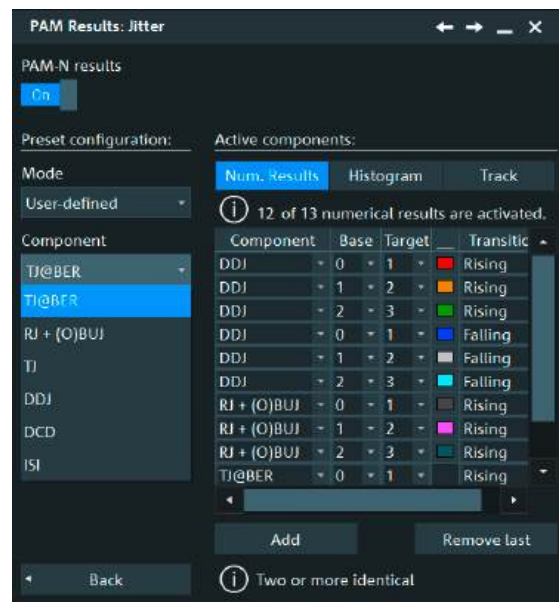 PAM Results: Jitter
PAM-N results
On
Preset configuration:
Mode
User-defined
Component
TJ@BER
TJ@BER
RJ + (O)BUJ
TJ
DDJ
DCD
ISI
Back
Active components:
Num. Results Histogram Track
12 of 13 numerical results are activated.
Component Base Target __ Transitic
DDJ 0 1 Rising
DDJ 1 2 Rising
DDJ 2 3 Rising
DDJ 0 1 Falling
DDJ 1 2 Falling
DDJ 2 3 Falling
RJ + (O)BUJ 0 1 Rising
RJ + (O)BUJ 1 2 Rising
RJ + (O)BUJ 2 3 Rising
TJ@BER 0 1 Rising
Add Remove last
Two or more identical